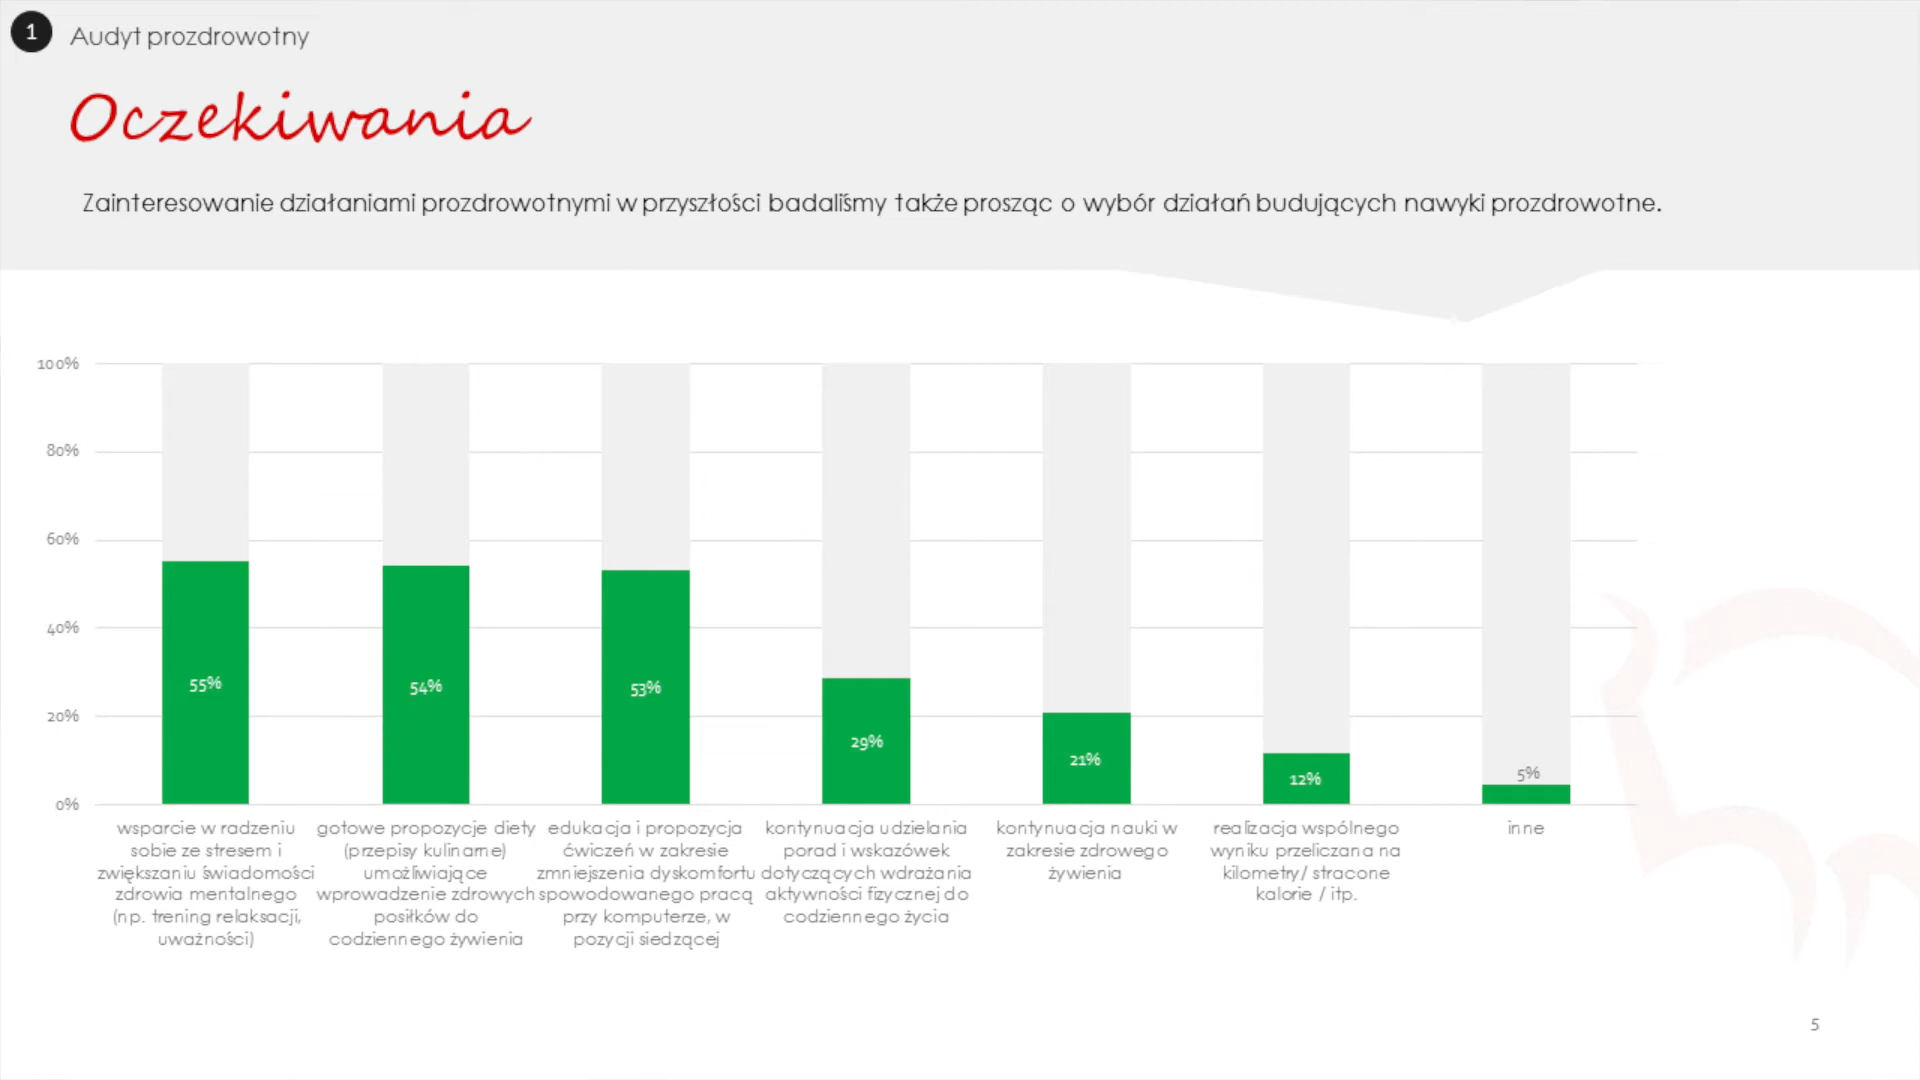 1
Audyt prozdrowotny
Oczekiwania
Zainteresowanie działaniami prozdrowotnymi w przyszłości badaliśmy także prosząc o wybór działań budujących nawyki prozdrowotne.
100%
80%
60%
40%
20%
0%
55%
54%
53%
29%
21%
12%
5%
wsparcie w radzeniu
sobie ze stresem i
zwiększaniu świadomości
zdrowia mentalnego
(np. trening relaksacji,
uważności)
gotowe propozycje diety
(przepisy kulinarne)
umożliwiające
wprowadzenie zdrowych
posiłków do
codziennego żywienia
edukacja i propozycja
ćwiczeń w zakresie
zmniejszenia dyskomfortu
spowodowanego pracą
przy komputerze, w
pozycji siedzącej
kontynuacja udzielania
porad i wskazówek
dotyczących wdrażania
aktywności fizycznej do
codziennego życia
kontynuacja nauki w
zakresie zdrowego
żywienia
realizacja wspólnego
wyniku przeliczana na
kilometry/ stracone
kalorie / itp.
inne
5